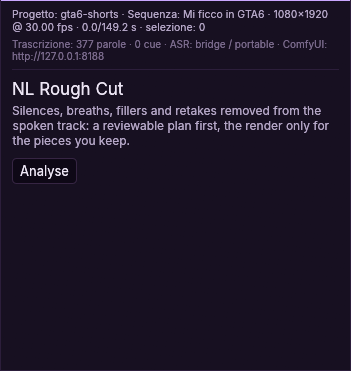 Progetto: gta6-shorts · Sequenza: Mi ficco in GTA6 · 1080×1920
@ 30.00 fps · 0.0/149.2 s · selezione: 0
Trascrizione: 377 parole · 0 cue · ASR: bridge / portable · ComfyUI:
http://127.0.0.1:8188
NL Rough Cut
Silences, breaths, fillers and retakes removed from the
spoken track: a reviewable plan first, the render only for
the pieces you keep.
Analyse